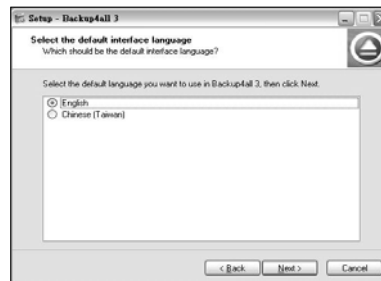 Setup - Backup4all 3
Select the default interface language
Which should be the default interface language?
Select the default language you want to use in Backup4all 3, then click Next.
English
Chinese (Taiwan)
< Back
Next >
Cancel